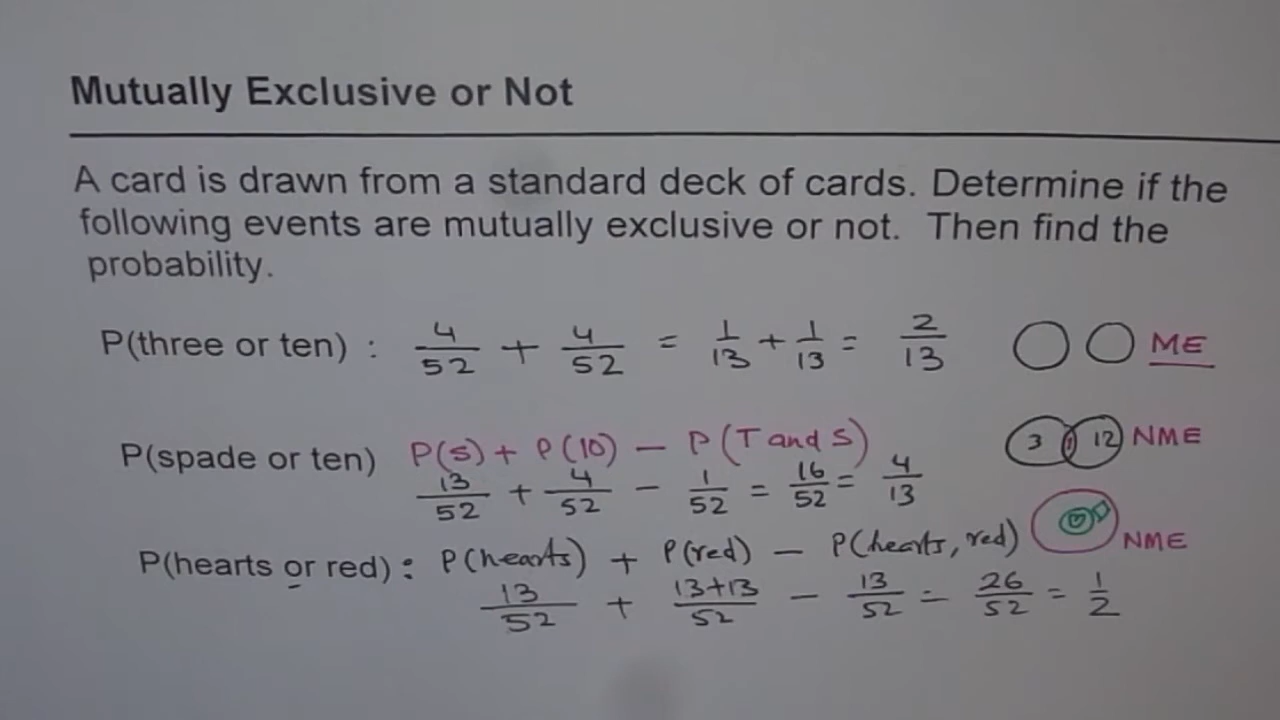 Mutually Exclusive or Not
A card is drawn from a standard deck of cards. Determine if the
following events are mutually exclusive or not. Then find the
probability.
P(three or ten) : 4/52 + 4/52 = 1/13 + 1/13 = 2/13 ME
P(spade or ten) P(S) + P(10) − P(T and S) 3 1 12 NME
13/52 + 4/52 − 1/52 = 16/52 = 4/13
P(hearts or red) : P(hearts) + P(red) − P(hearts, red) NME
13/52 + 13+13/52 − 13/52 = 26/52 = 1/2